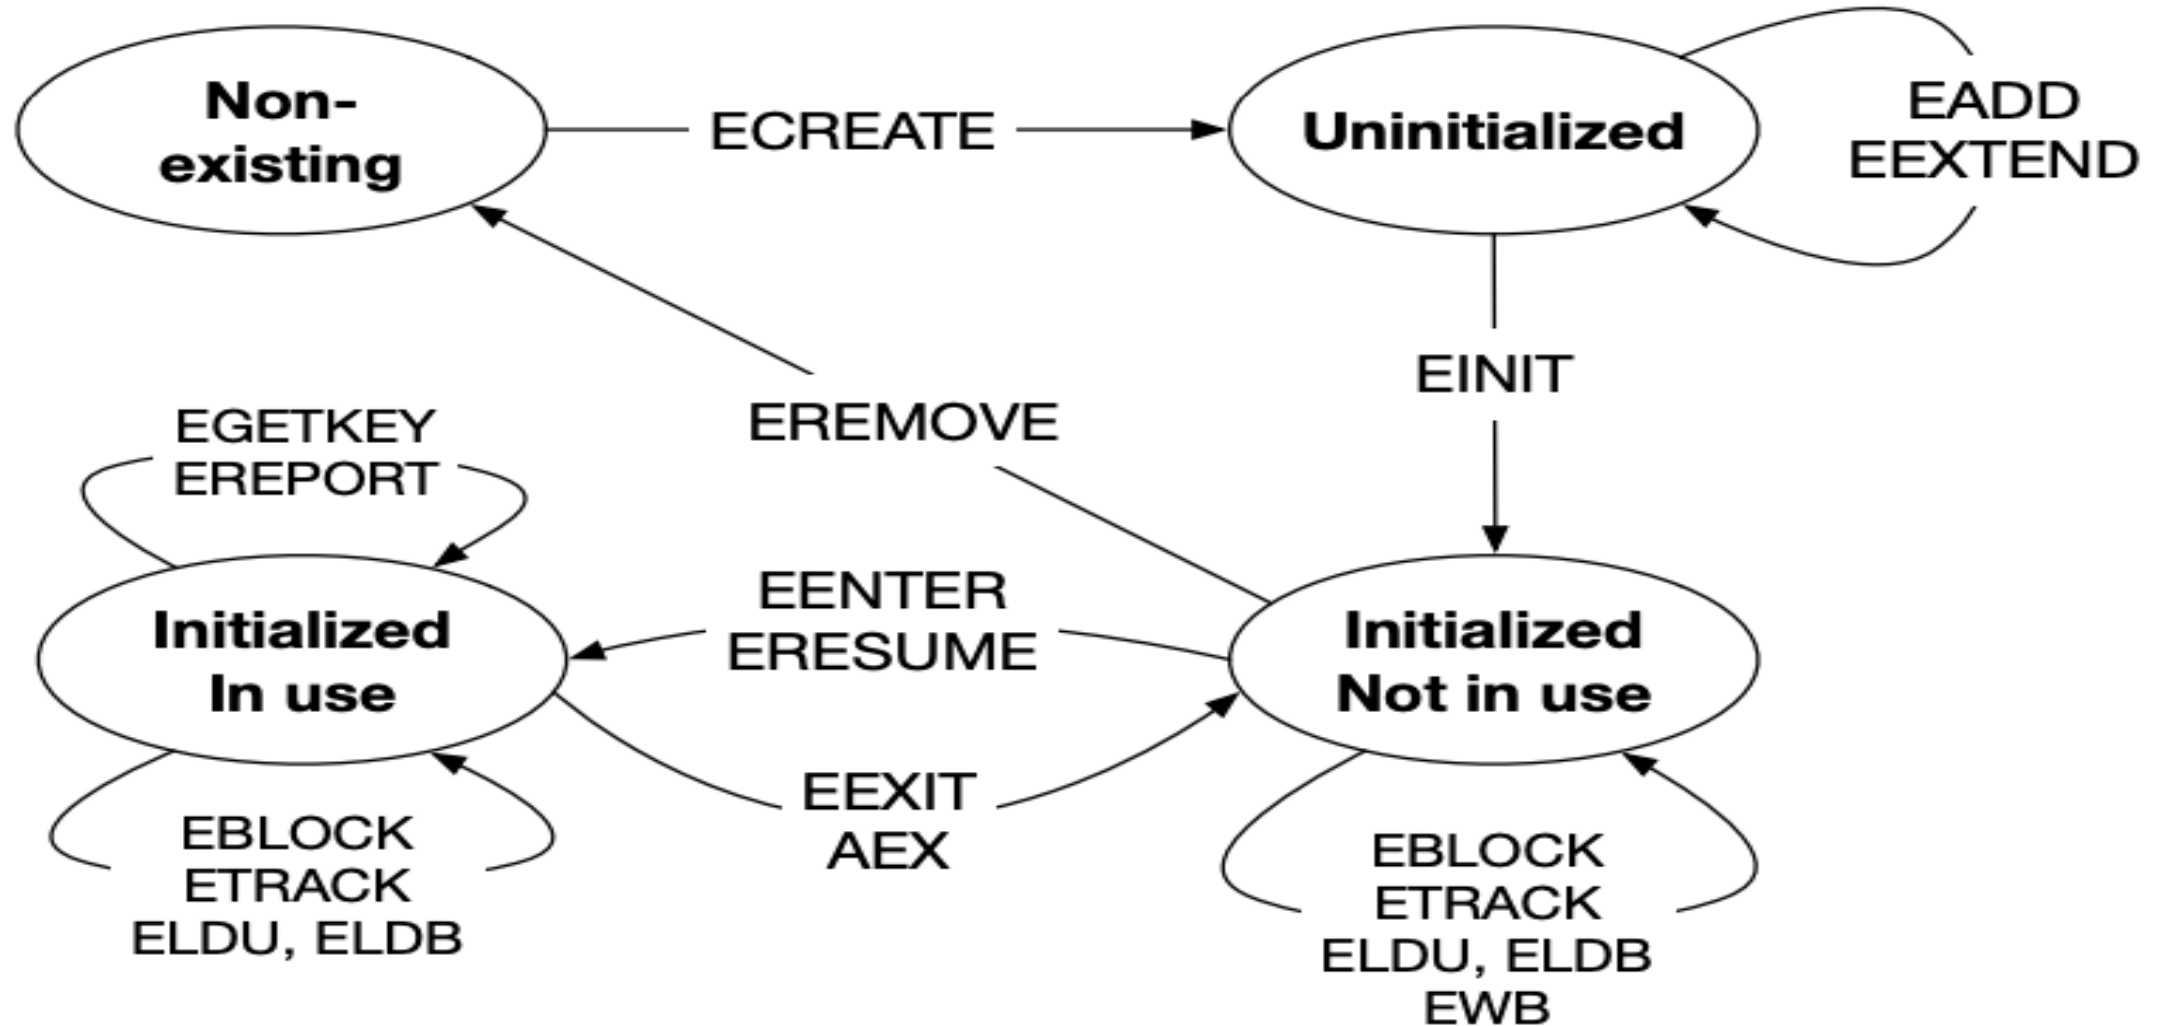 Non-
existing
ECREATE
Uninitialized
EADD
EEXTEND
EINIT
EREMOVE
EGETKEY
EREPORT
Initialized
In use
EENTER
ERESUME
Initialized
Not in use
EEXIT
AEX
EBLOCK
ETRACK
ELDU, ELDB
EBLOCK
ETRACK
ELDU, ELDB
EWB